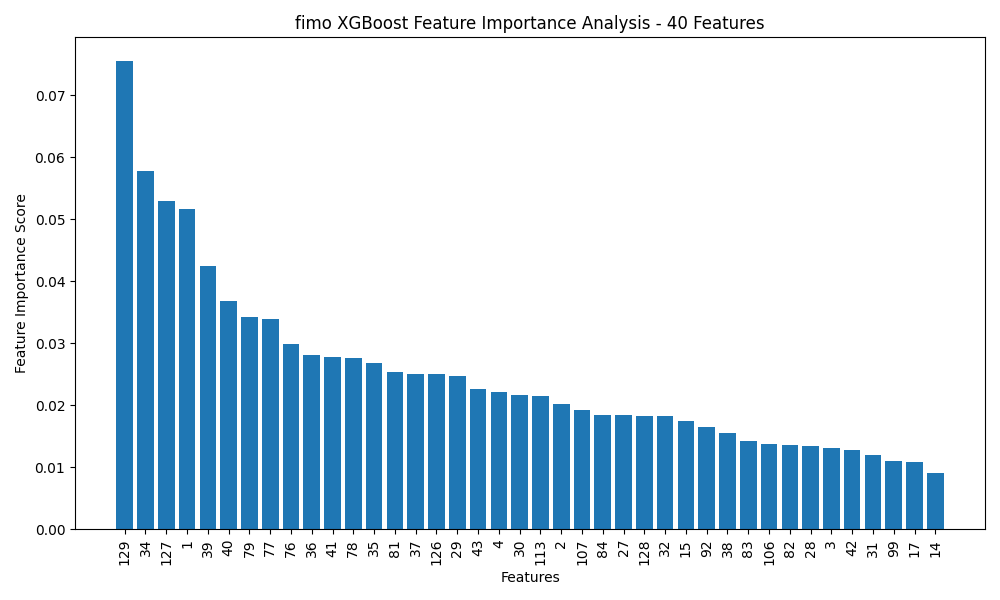 fimo XGBoost Feature Importance Analysis - 40 Features
Feature Importance Score
0.07
0.06
0.05
0.04
0.03
0.02
0.01
0.00
129 34 127 1 39 40 79 77 76 36 41 78 35 81 37 126 29 43 4 30 113 2 107 84 27 128 32 15 92 38 83 106 82 28 3 42 31 99 17 14
Features